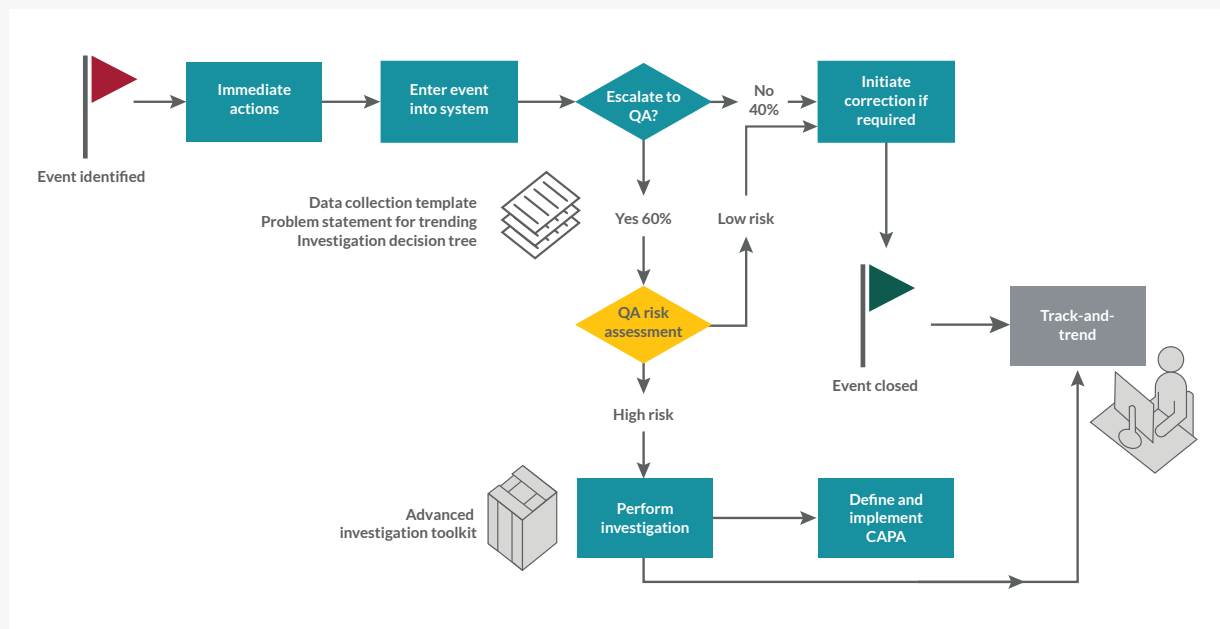 Event identified
Immediate
actions
Enter event
into system
Escalate to
QA?
No
40%
Initiate
correction if
required
Data collection template
Problem statement for trending
Investigation decision tree
Yes 60%
Low risk
QA risk
assessment
Event closed
Track-and-
trend
High risk
Advanced
investigation toolkit
Perform
investigation
Define and
implement
CAPA